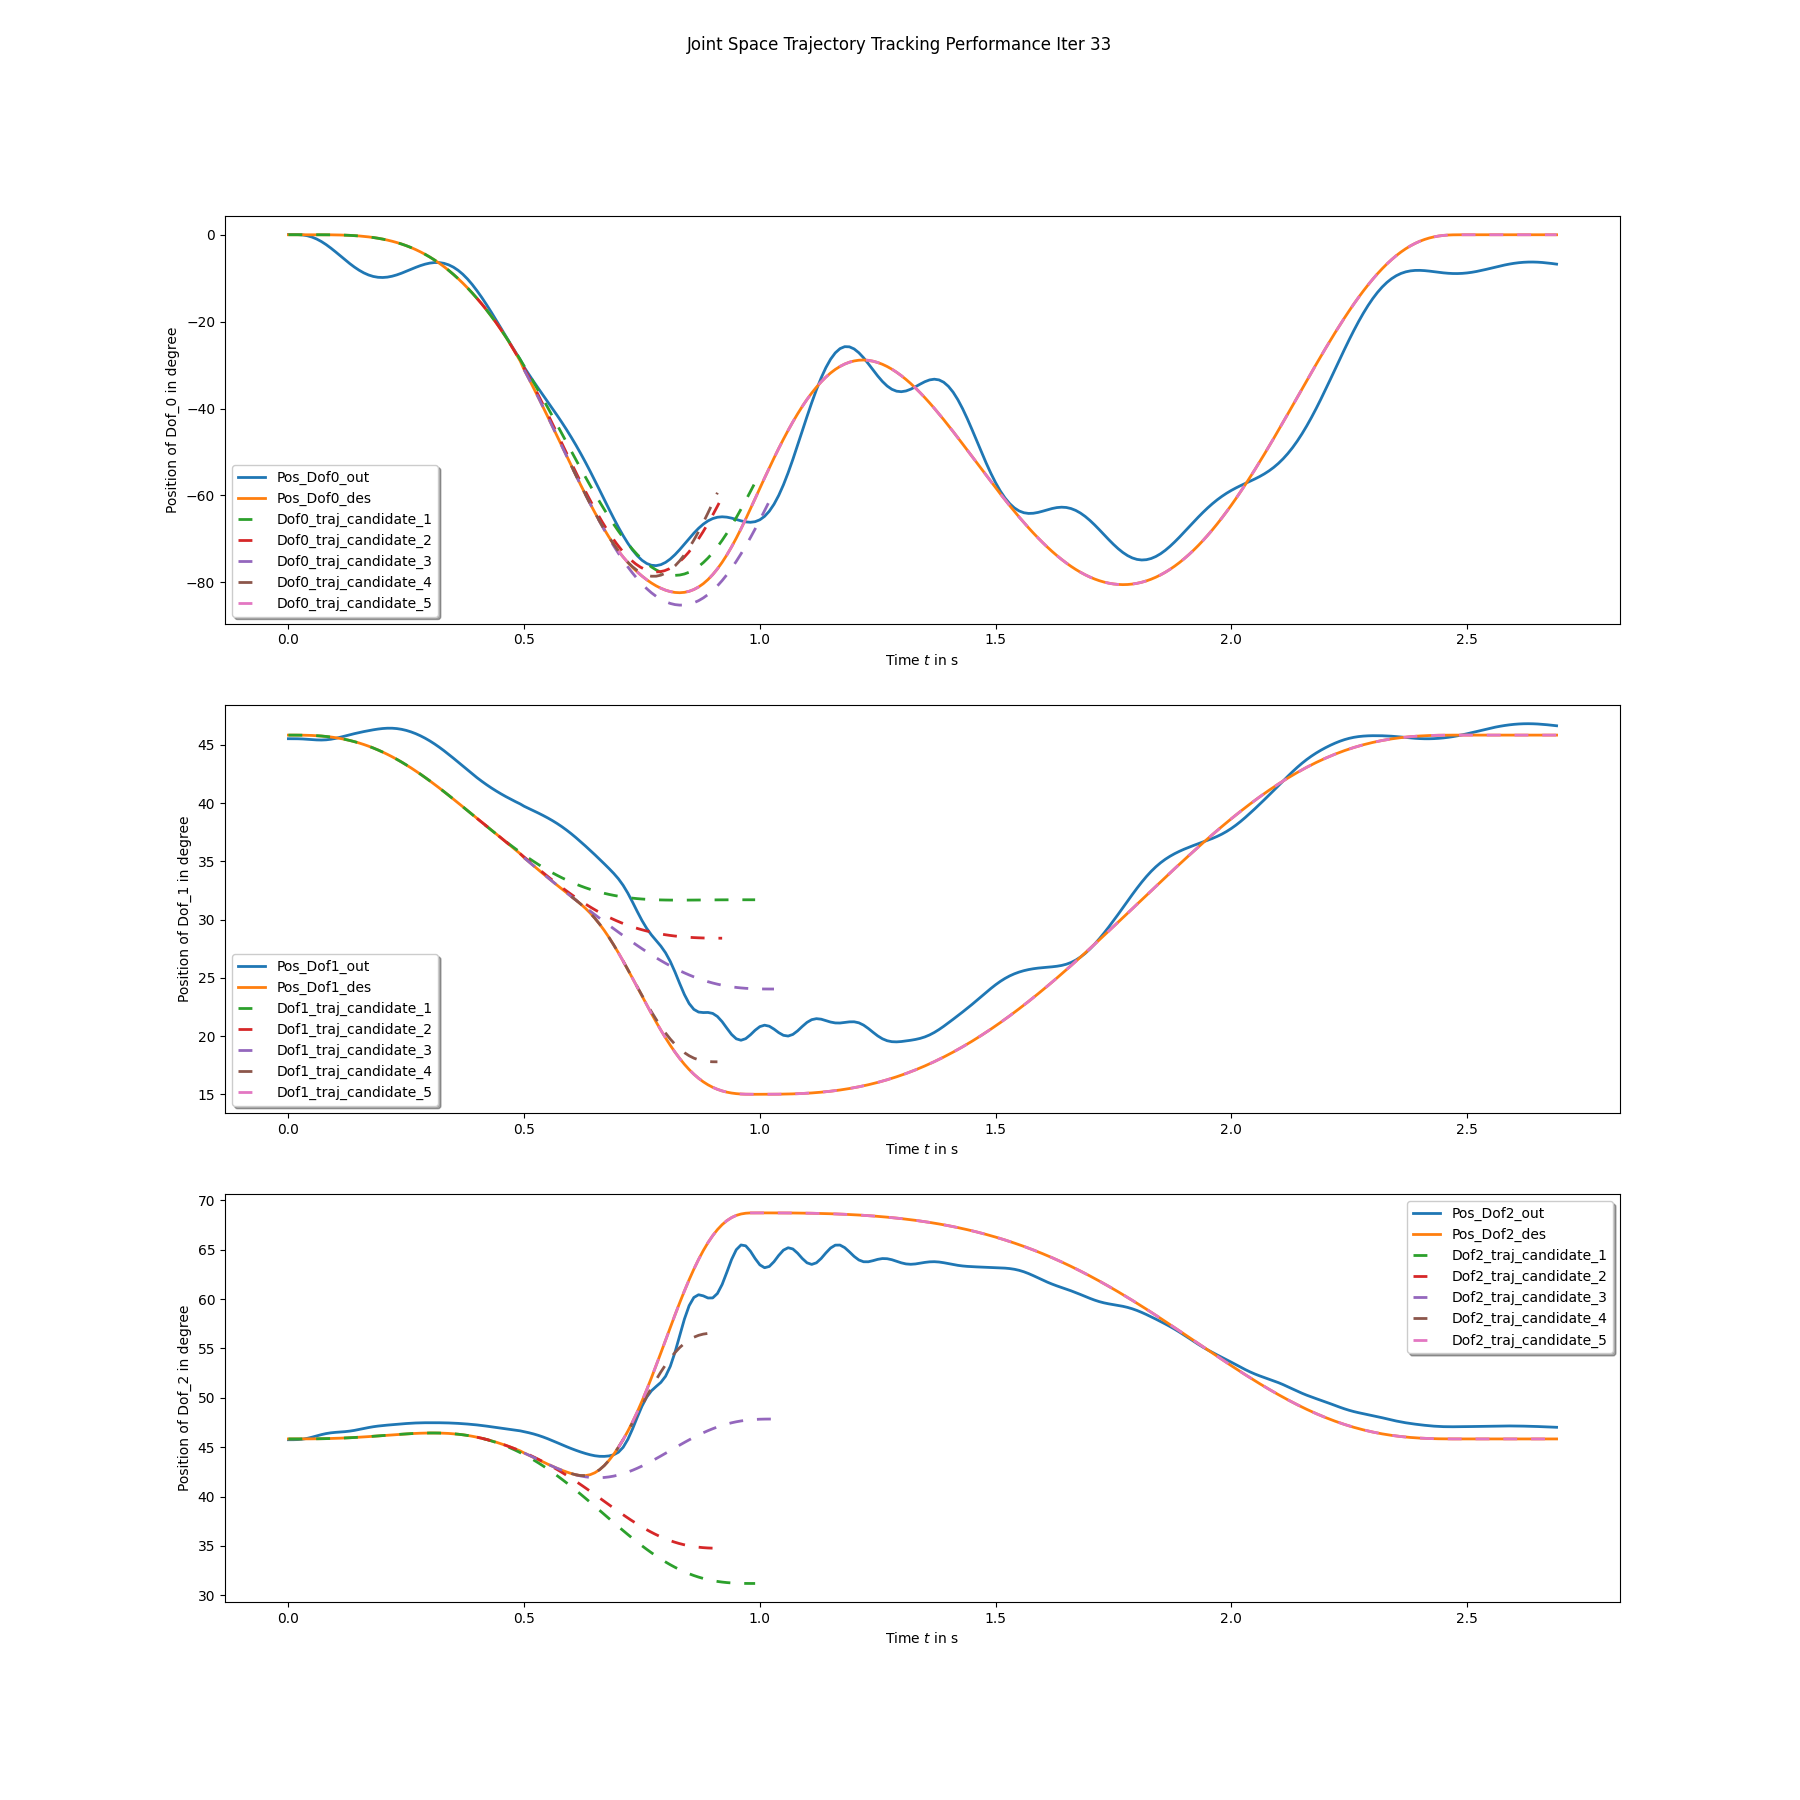 Joint Space Trajectory Tracking Performance Iter 33
0
−20
−40
−60
−80
Position of Dof_0 in degree
Pos_Dof0_out
Pos_Dof0_des
Dof0_traj_candidate_1
Dof0_traj_candidate_2
Dof0_traj_candidate_3
Dof0_traj_candidate_4
Dof0_traj_candidate_5
0.0 0.5 1.0 1.5 2.0 2.5
Time t in s
45
40
35
30
25
20
15
Position of Dof_1 in degree
Pos_Dof1_out
Pos_Dof1_des
Dof1_traj_candidate_1
Dof1_traj_candidate_2
Dof1_traj_candidate_3
Dof1_traj_candidate_4
Dof1_traj_candidate_5
0.0 0.5 1.0 1.5 2.0 2.5
Time t in s
70
65
60
55
50
45
40
35
30
Position of Dof_2 in degree
Pos_Dof2_out
Pos_Dof2_des
Dof2_traj_candidate_1
Dof2_traj_candidate_2
Dof2_traj_candidate_3
Dof2_traj_candidate_4
Dof2_traj_candidate_5
0.0 0.5 1.0 1.5 2.0 2.5
Time t in s